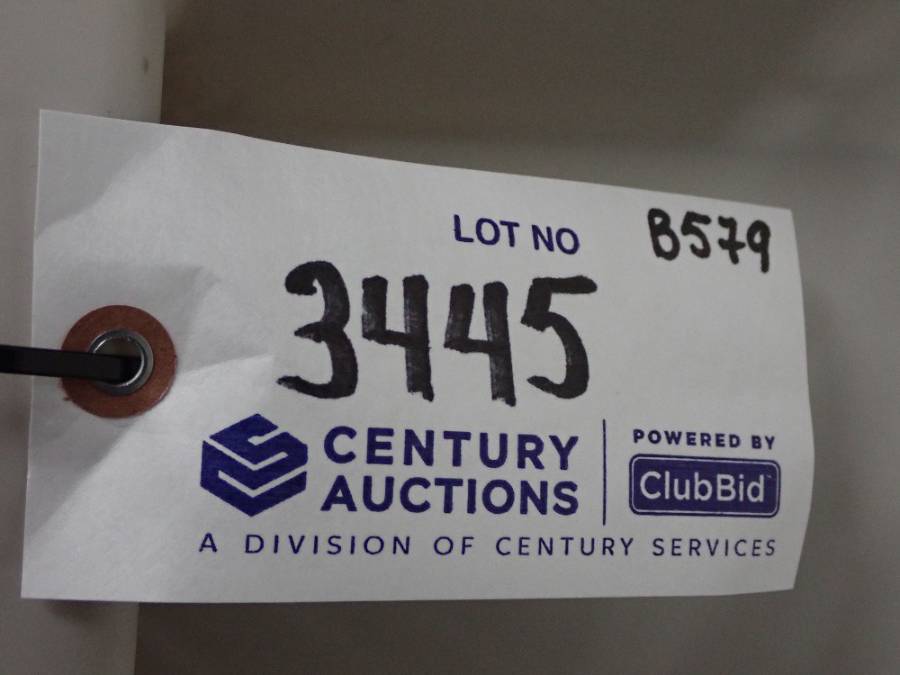 LOT NO
B579
3445
CENTURY
AUCTIONS
POWERED BY
ClubBid
A DIVISION OF CENTURY SERVICES